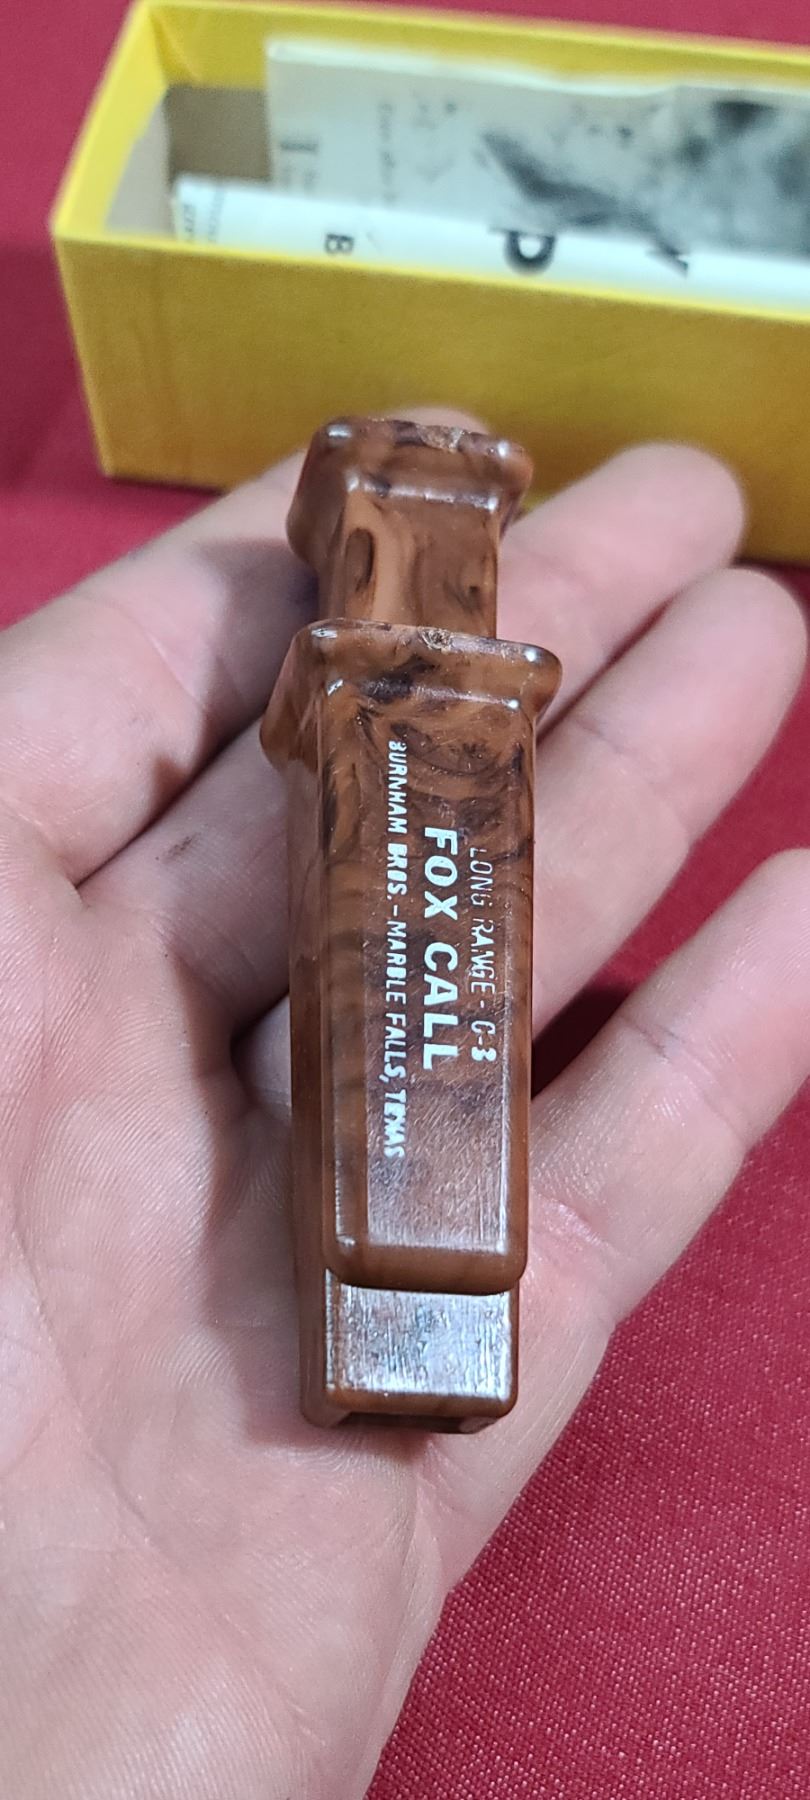 LONG RANGE - C-3
FOX CALL
BURNHAM BROS. - MARBLE FALLS, TEXAS